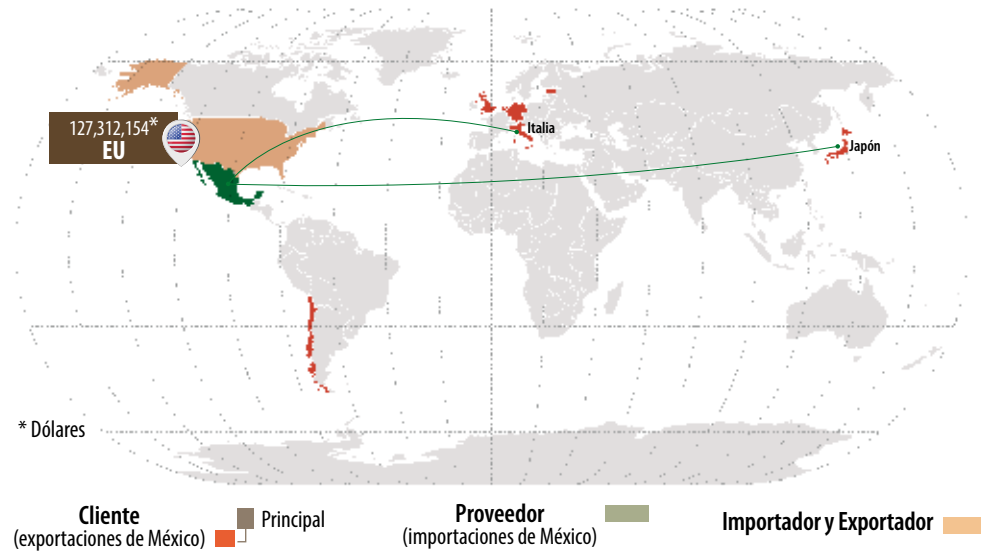 127,312,154*
EU
Italia
Japón
* Dólares
Cliente
(exportaciones de México)
Principal
Proveedor
(importaciones de México)
Importador y Exportador